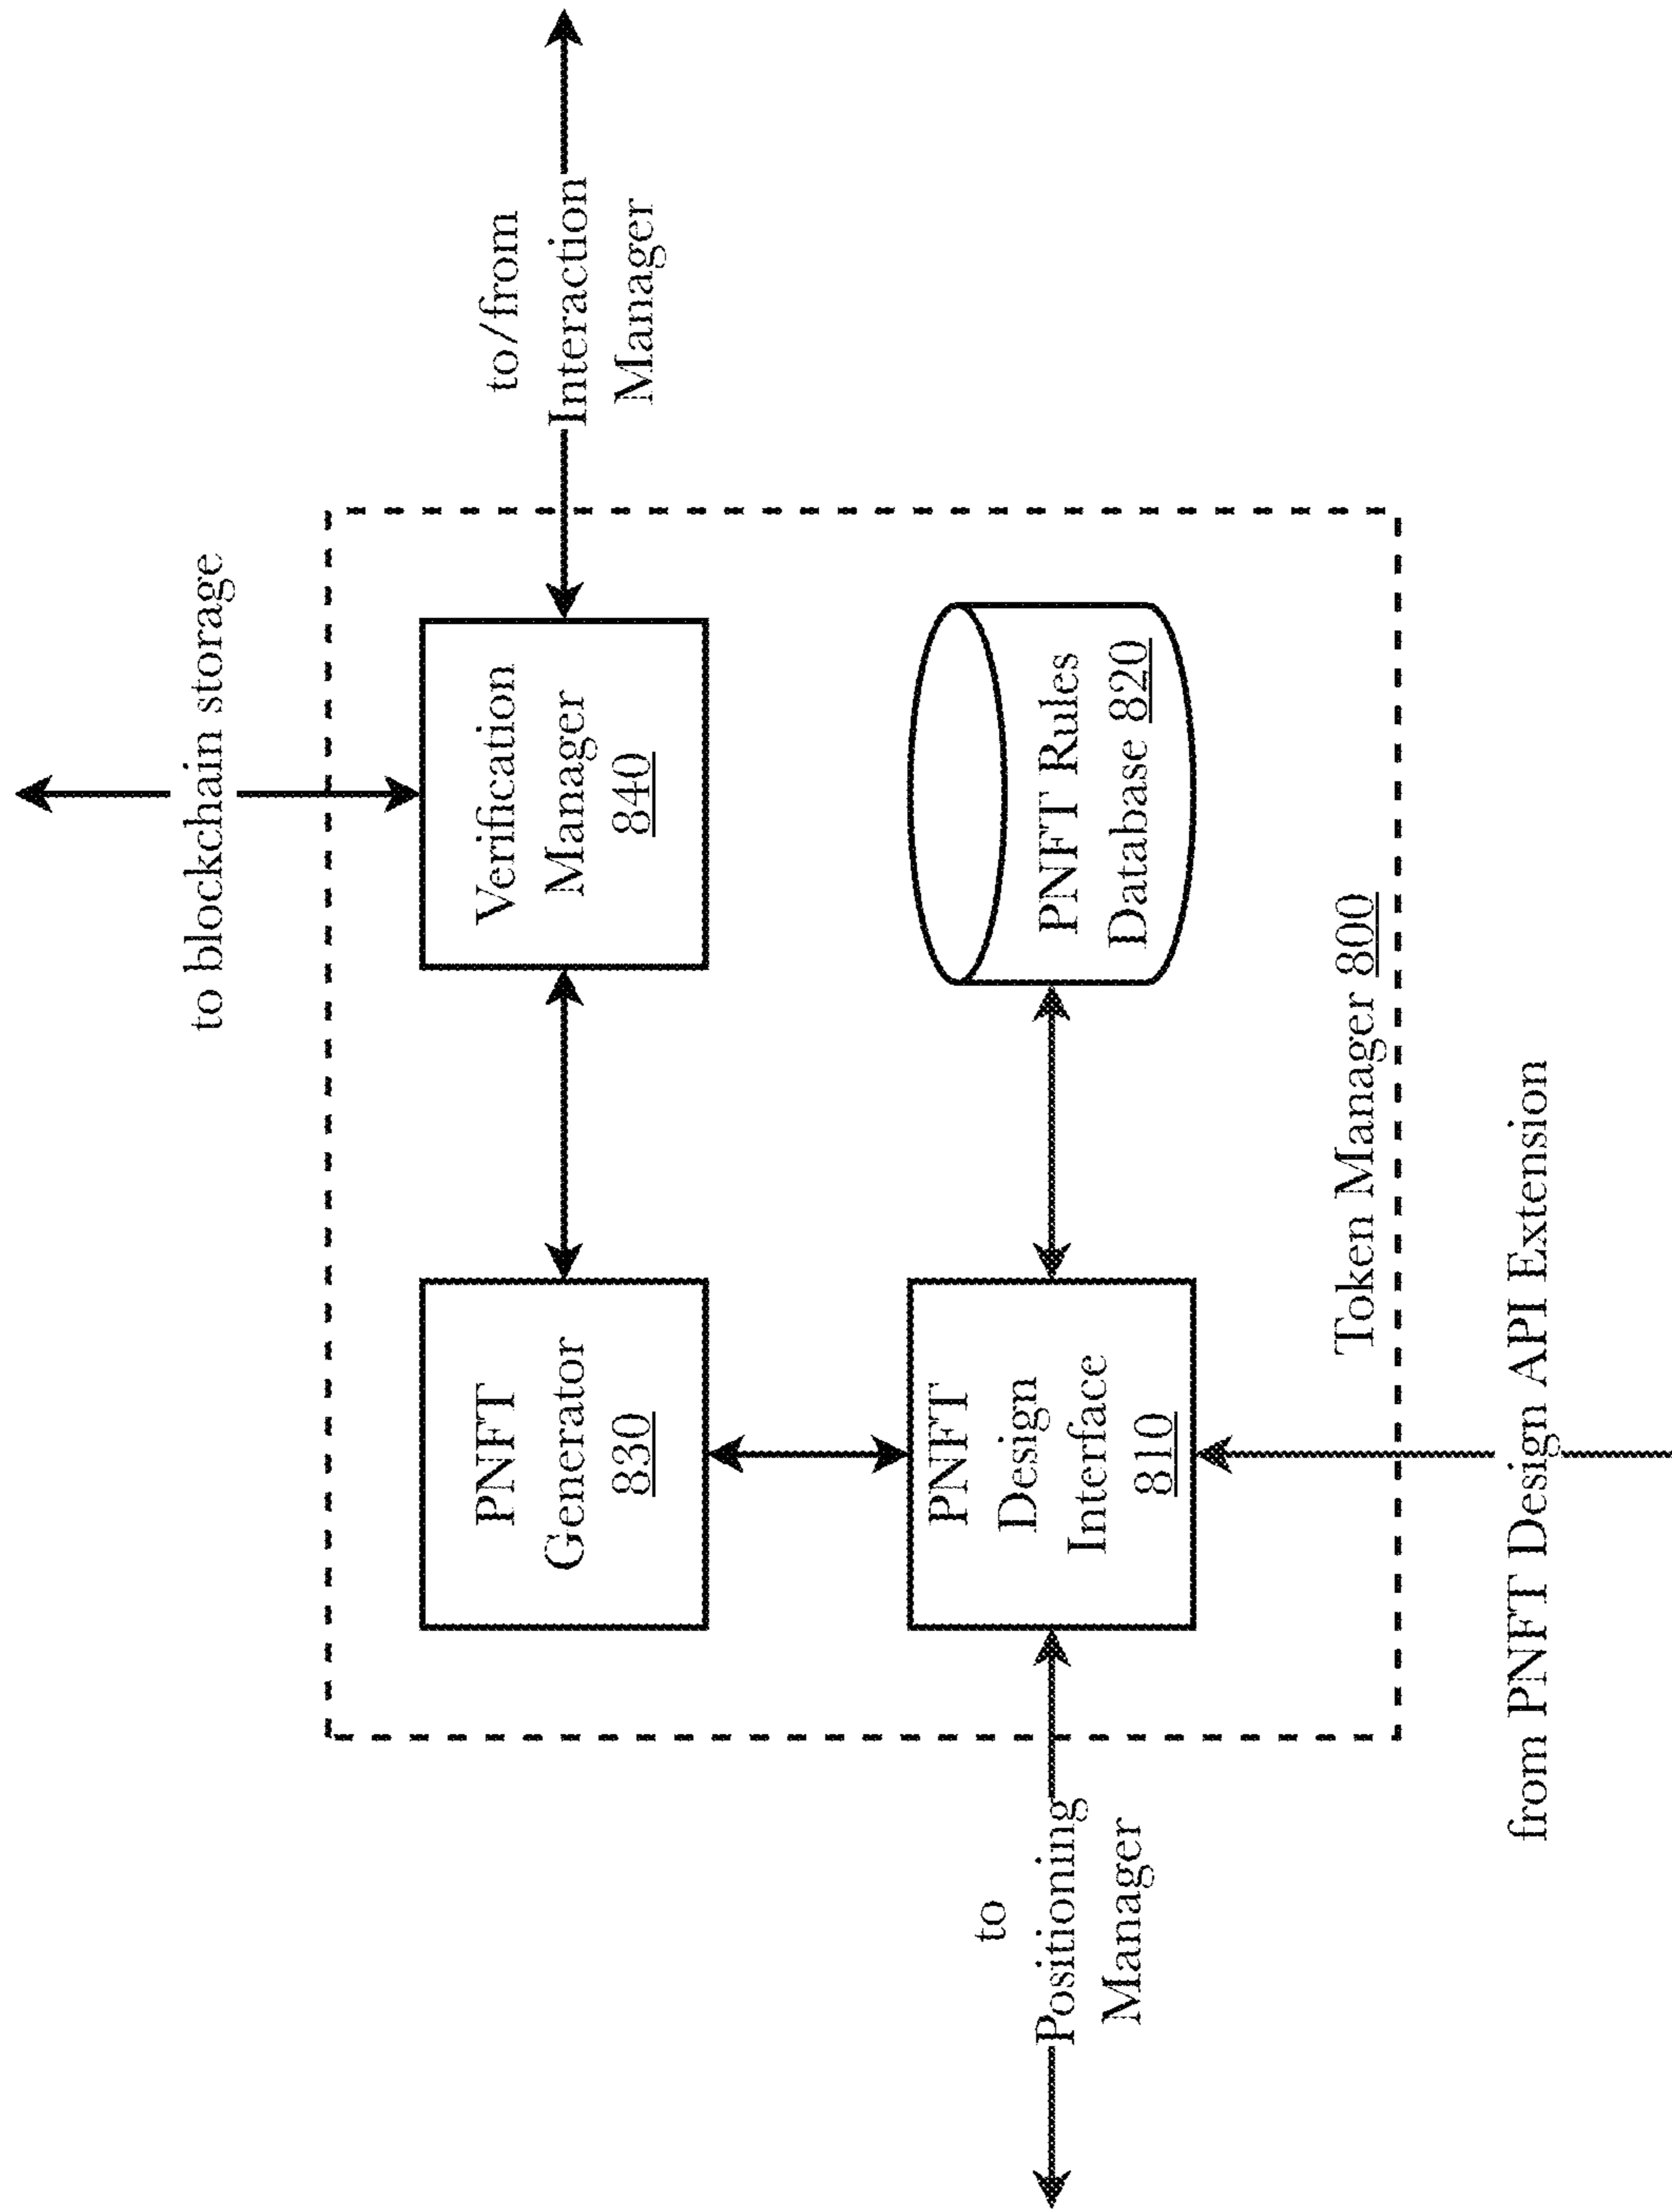 to blockchain storage
to/from
Interaction
Manager
PNFT
Generator
830
Verification
Manager
840
to
Positioning
Manager
PNFT
Design
Interface
810
PNFT Rules
Database 820
Token Manager 800
from PNFT Design API Extension